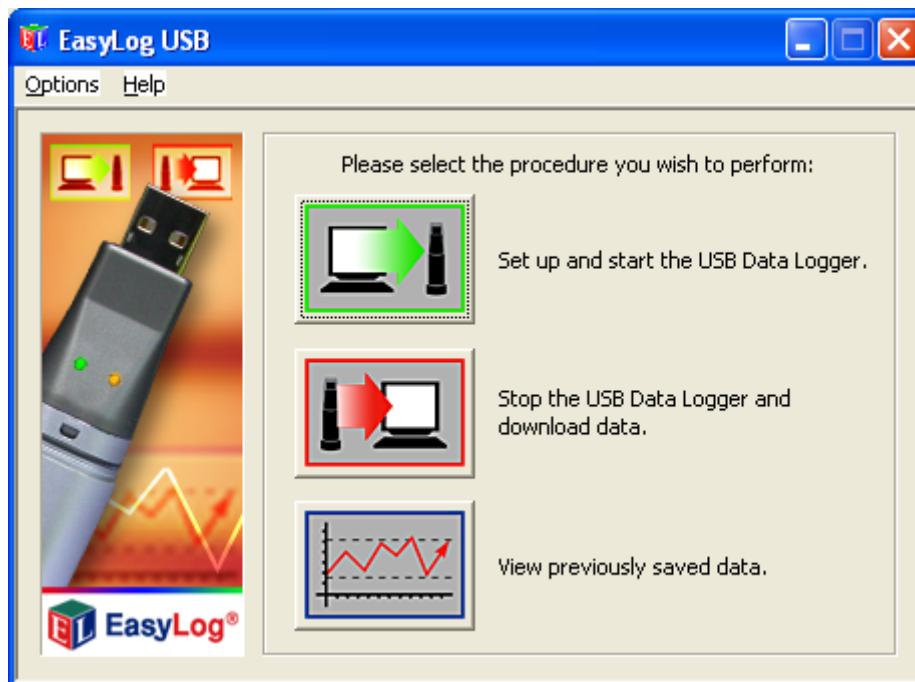 EasyLog USB
Options Help
Please select the procedure you wish to perform:
Set up and start the USB Data Logger.
Stop the USB Data Logger and
download data.
View previously saved data.
EL EasyLog®